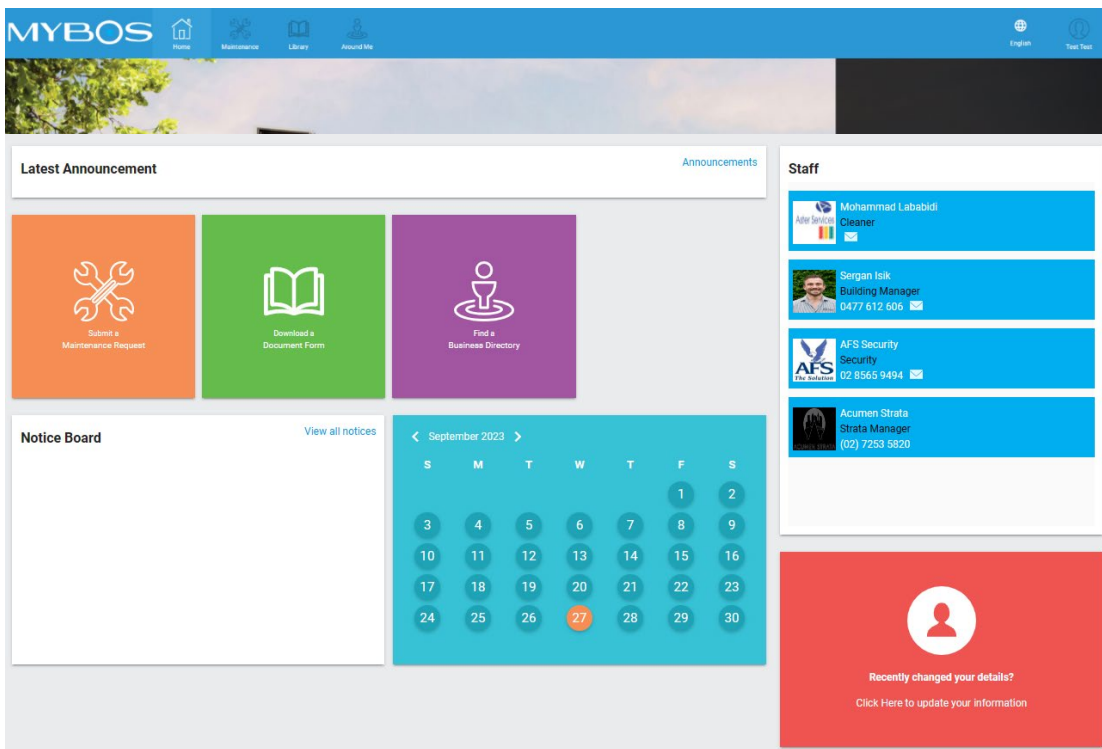 MYBOS
Home
Maintenance
Library
Around Me
English
Test Test
Latest Announcement
Announcements
Submit a
Maintenance Request
Download a
Document Form
Find a
Business Directory
Notice Board
View all notices
September 2023
S M T W T F S
1 2
3 4 5 6 7 8 9
10 11 12 13 14 15 16
17 18 19 20 21 22 23
24 25 26 27 28 29 30
Staff
Aster Services
Mohammad Lababidi
Cleaner
Sergan Isik
Building Manager
0477 612 606
AFS
The Solution
AFS Security
Security
02 8565 9494
ACUMEN STRATA
Acumen Strata
Strata Manager
(02) 7253 5820
Recently changed your details?
Click Here to update your information